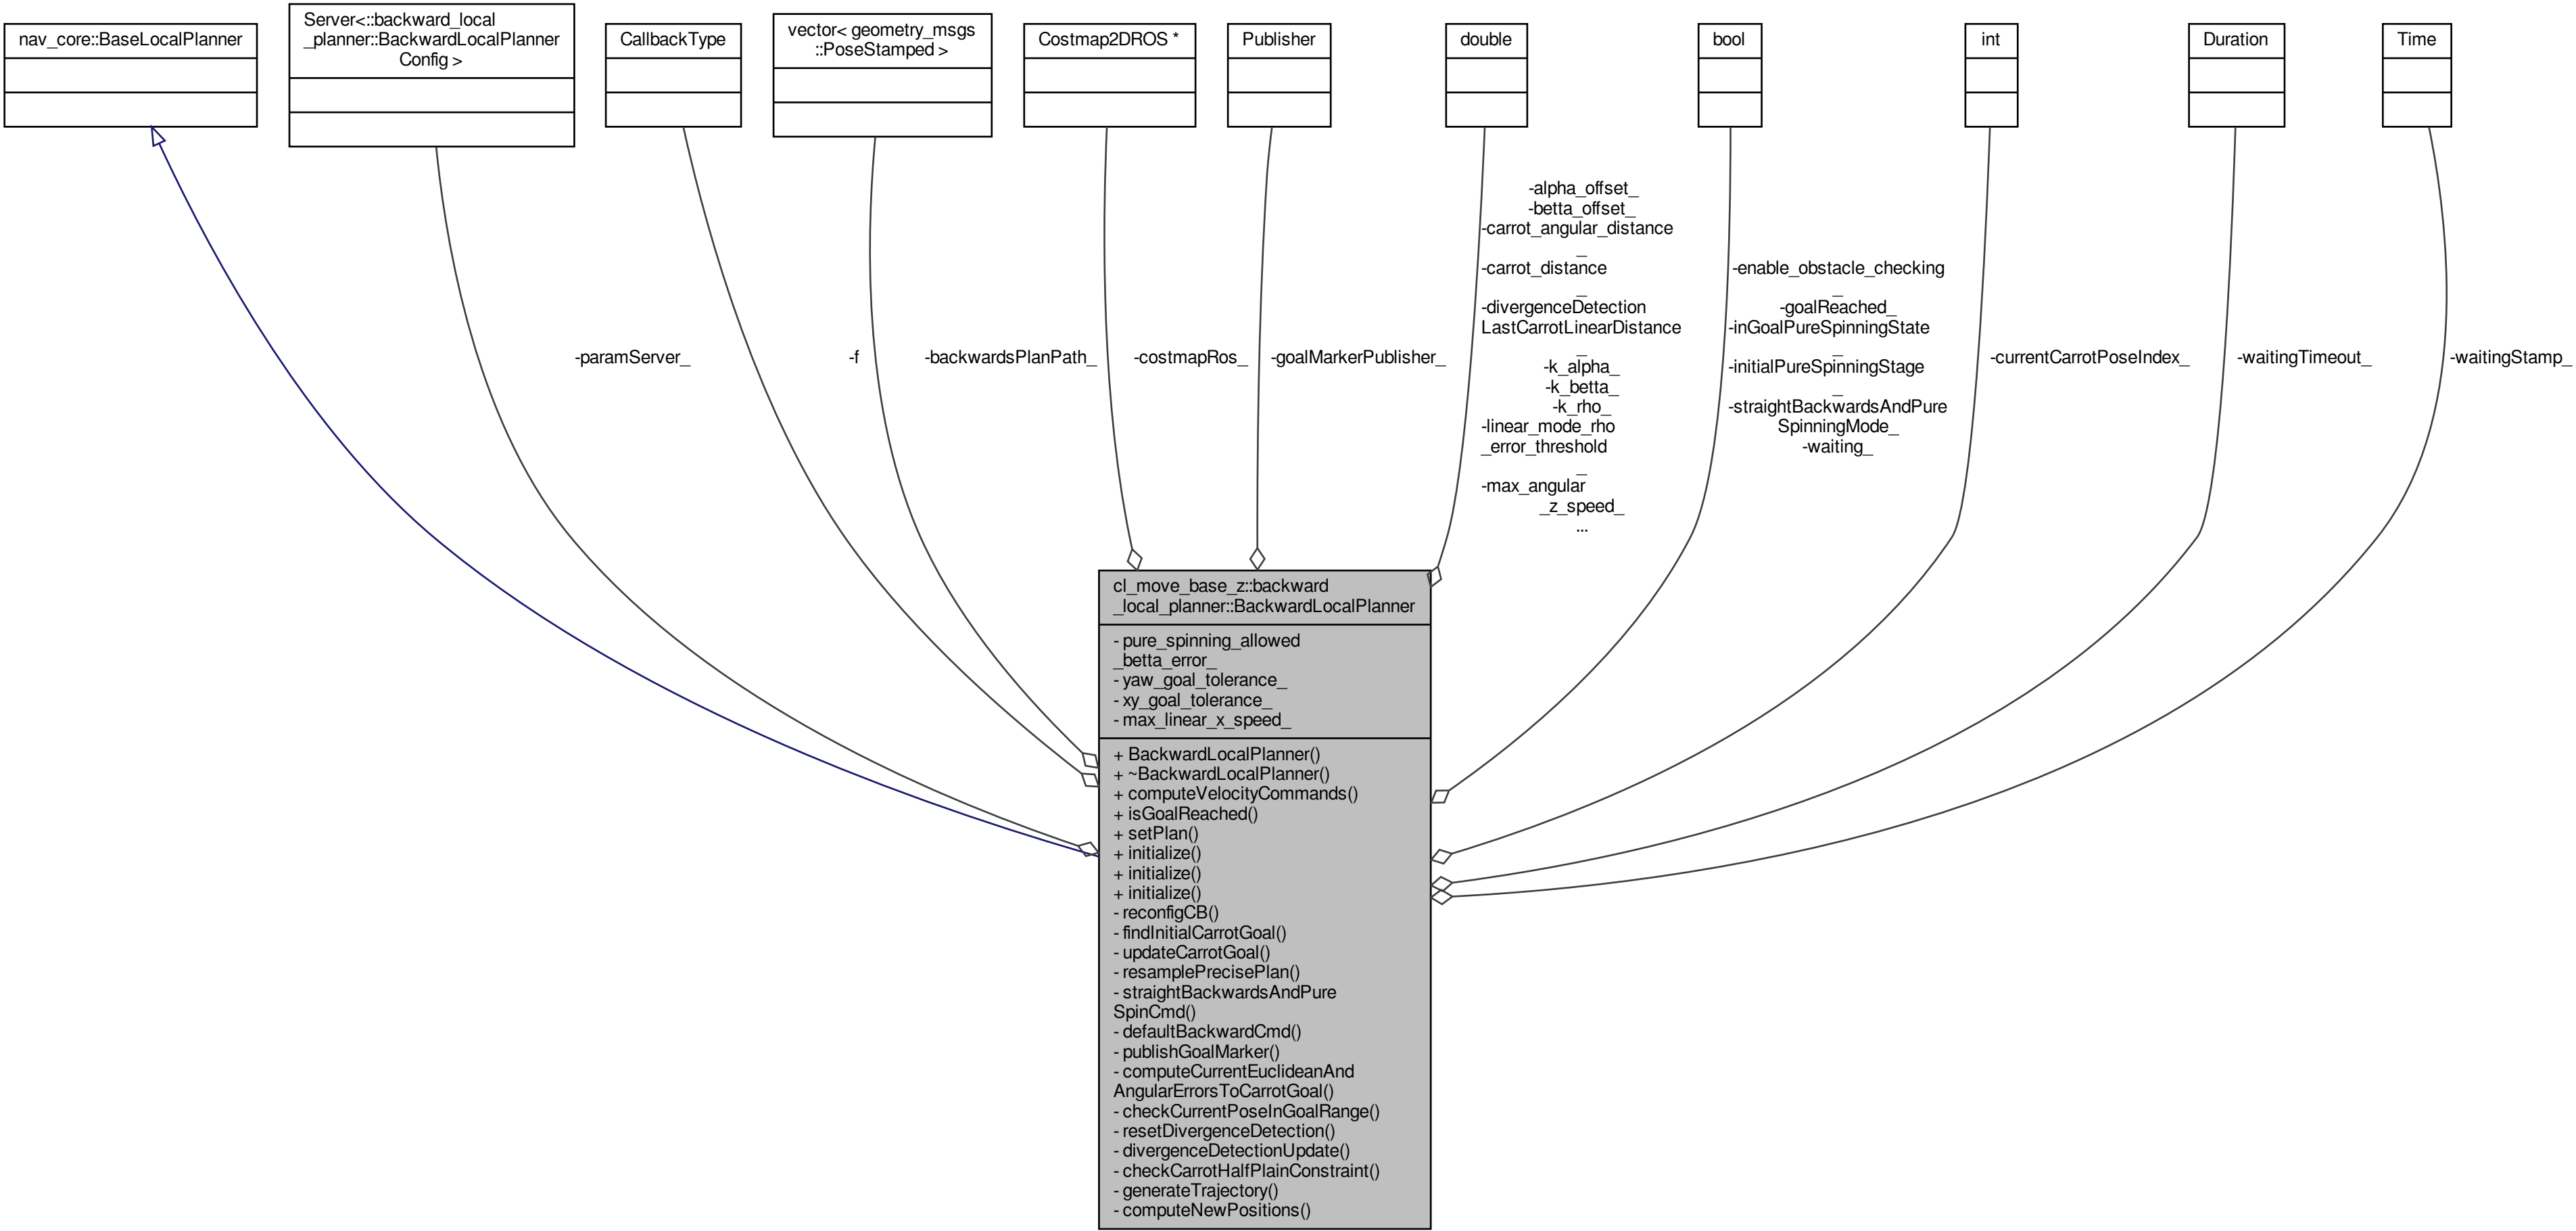 nav_core::BaseLocalPlanner
Server<::backward_local
_planner::BackwardLocalPlanner
Config >
CallbackType
vector< geometry_msgs
::PoseStamped >
Costmap2DROS *
Publisher
double
bool
int
Duration
Time
-paramServer_
-f
-backwardsPlanPath_
-costmapRos_
-goalMarkerPublisher_
-alpha_offset_
-betta_offset_
-carrot_angular_distance
_
-carrot_distance
_
-divergenceDetection
LastCarrotLinearDistance
_
-k_alpha_
-k_betta_
-k_rho_
-linear_mode_rho
_error_threshold
_
-max_angular
_z_speed_
...
-enable_obstacle_checking
_
-goalReached_
-inGoalPureSpinningState
_
-initialPureSpinningStage
_
-straightBackwardsAndPure
SpinningMode_
-waiting_
-currentCarrotPoseIndex_
-waitingTimeout_
-waitingStamp_
cl_move_base_z::backward
_local_planner::BackwardLocalPlanner
- pure_spinning_allowed
_betta_error_
- yaw_goal_tolerance_
- xy_goal_tolerance_
- max_linear_x_speed_
+ BackwardLocalPlanner()
+ ~BackwardLocalPlanner()
+ computeVelocityCommands()
+ isGoalReached()
+ setPlan()
+ initialize()
+ initialize()
+ initialize()
- reconfigCB()
- findInitialCarrotGoal()
- updateCarrotGoal()
- resamplePrecisePlan()
- straightBackwardsAndPure
SpinCmd()
- defaultBackwardCmd()
- publishGoalMarker()
- computeCurrentEuclideanAnd
AngularErrorsToCarrotGoal()
- checkCurrentPoseInGoalRange()
- resetDivergenceDetection()
- divergenceDetectionUpdate()
- checkCarrotHalfPlainConstraint()
- generateTrajectory()
- computeNewPositions()